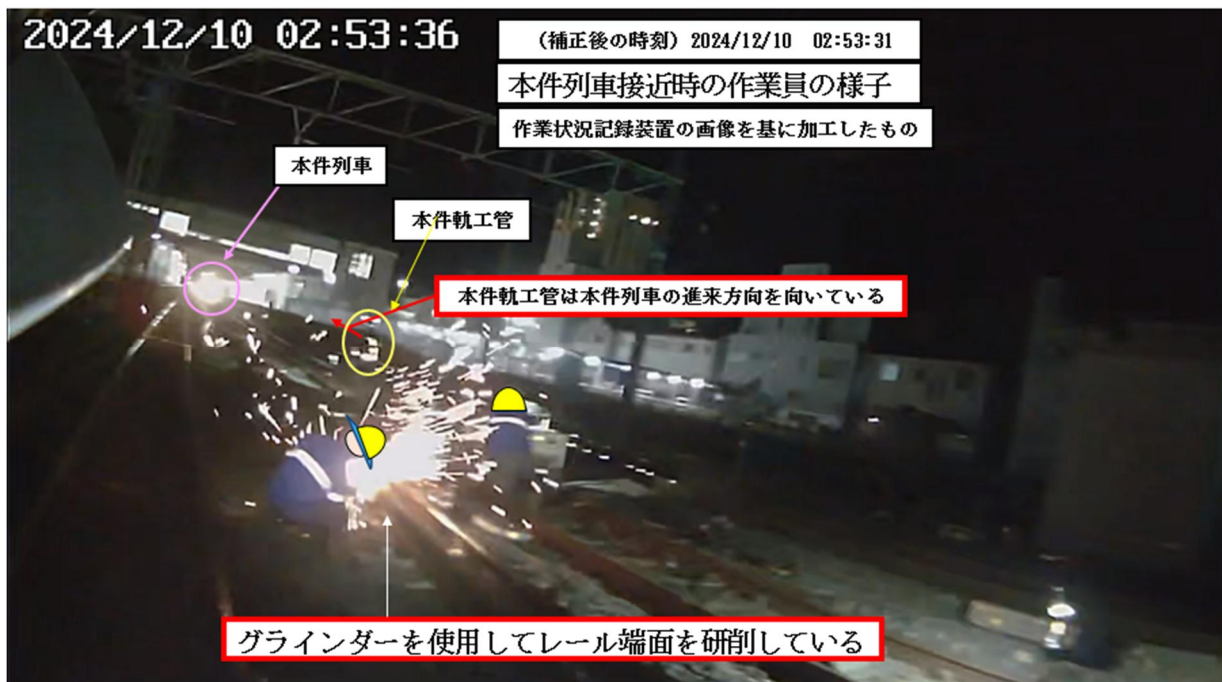 2024/12/10 02:53:36
（補正後の時刻）2024/12/10 02:53:31
本件列車接近時の作業員の様子
作業状況記録装置の画像を基に加工したもの
本件列車
本件軌工管
本件軌工管は本件列車の進来方向を向いている
グラインダーを使用してレール端面を研削している